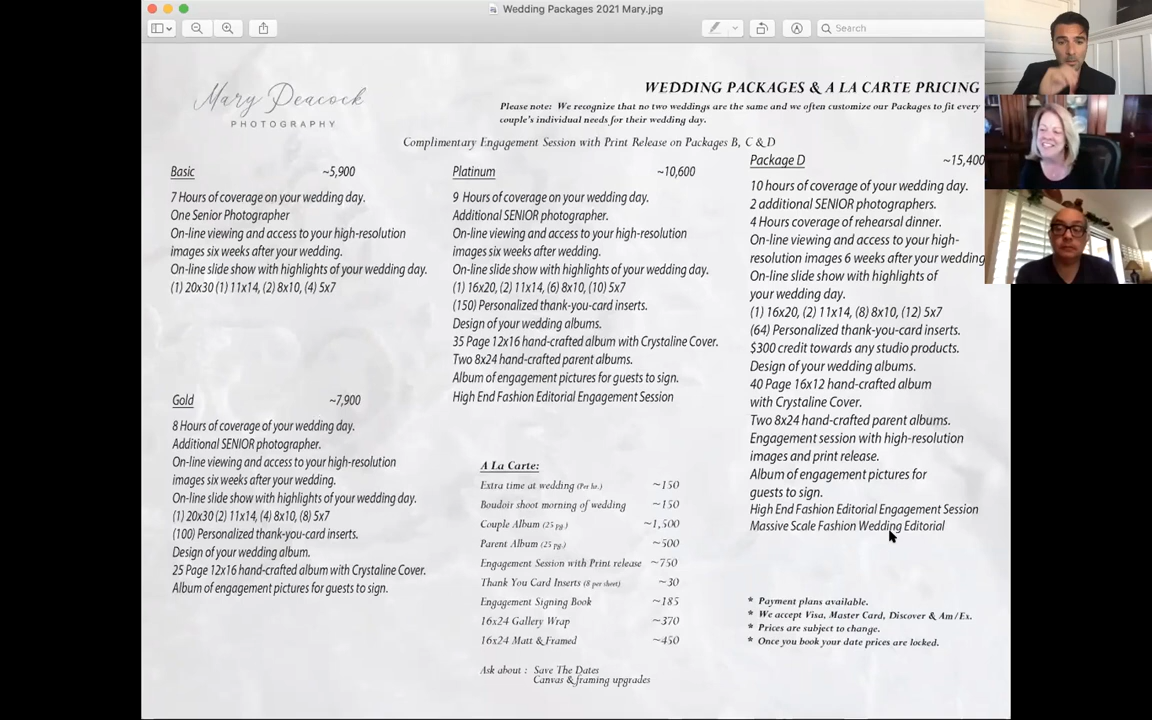 Wedding Packages 2021 Mary.jpg
Search
Mary Deacock
PHOTOGRAPHY
WEDDING PACKAGES & A LA CARTE PRICING
Please note: We recognize that no two weddings are the same and we often customize our Packages to fit every
couple's individual needs for their wedding day.
Complimentary Engagement Session with Print Release on Packages B, C & D
Basic ~5,900
7 Hours of coverage on your wedding day.
One Senior Photographer
On-line viewing and access to your high-resolution
images six weeks after your wedding.
On-line slide show with highlights of your wedding day.
(1) 20x30 (1) 11x14, (2) 8x10, (4) 5x7
Gold ~7,900
8 Hours of coverage of your wedding day.
Additional SENIOR photographer.
On-line viewing and access to your high-resolution
images six weeks after your wedding.
On-line slide show with highlights of your wedding day.
(1) 20x30 (2) 11x14, (4) 8x10, (8) 5x7
(100) Personalized thank-you-card inserts.
Design of your wedding album.
25 Page 12x16 hand-crafted album with Crystaline Cover.
Album of engagement pictures for guests to sign.
Platinum ~10,600
9 Hours of coverage on your wedding day.
Additional SENIOR photographer.
On-line viewing and access to your high-resolution
images six weeks after your wedding.
On-line slide show with highlights of your wedding day.
(1) 16x20, (2) 11x14, (6) 8x10, (10) 5x7
(150) Personalized thank-you-card inserts.
Design of your wedding albums.
35 Page 12x16 hand-crafted album with Crystaline Cover.
Two 8x24 hand-crafted parent albums.
Album of engagement pictures for guests to sign.
High End Fashion Editorial Engagement Session
A La Carte:
Extra time at wedding (Per hr.) ~150
Boudoir shoot morning of wedding ~150
Couple Album (25 pg.) ~1,500
Parent Album (25 pg.) ~500
Engagement Session with Print release ~750
Thank You Card Inserts (8 per sheet) ~30
Engagement Signing Book ~185
16x24 Gallery Wrap ~370
16x24 Matt & Framed ~450
Ask about : Save The Dates
Canvas & framing upgrades
Package D ~15,400
10 hours of coverage of your wedding day.
2 additional SENIOR photographers.
4 Hours coverage of rehearsal dinner.
On-line viewing and access to your high-
resolution images 6 weeks after your wedding
On-line slide show with highlights of
your wedding day.
(1) 16x20, (2) 11x14, (8) 8x10, (12) 5x7
(64) Personalized thank-you-card inserts.
$300 credit towards any studio products.
Design of your wedding albums.
40 Page 16x12 hand-crafted album
with Crystaline Cover.
Two 8x24 hand-crafted parent albums.
Engagement session with high-resolution
images and print release.
Album of engagement pictures for
guests to sign.
High End Fashion Editorial Engagement Session
Massive Scale Fashion Wedding Editorial
* Payment plans available.
* We accept Visa, Master Card, Discover & Am/Ex.
* Prices are subject to change.
* Once you book your date prices are locked.